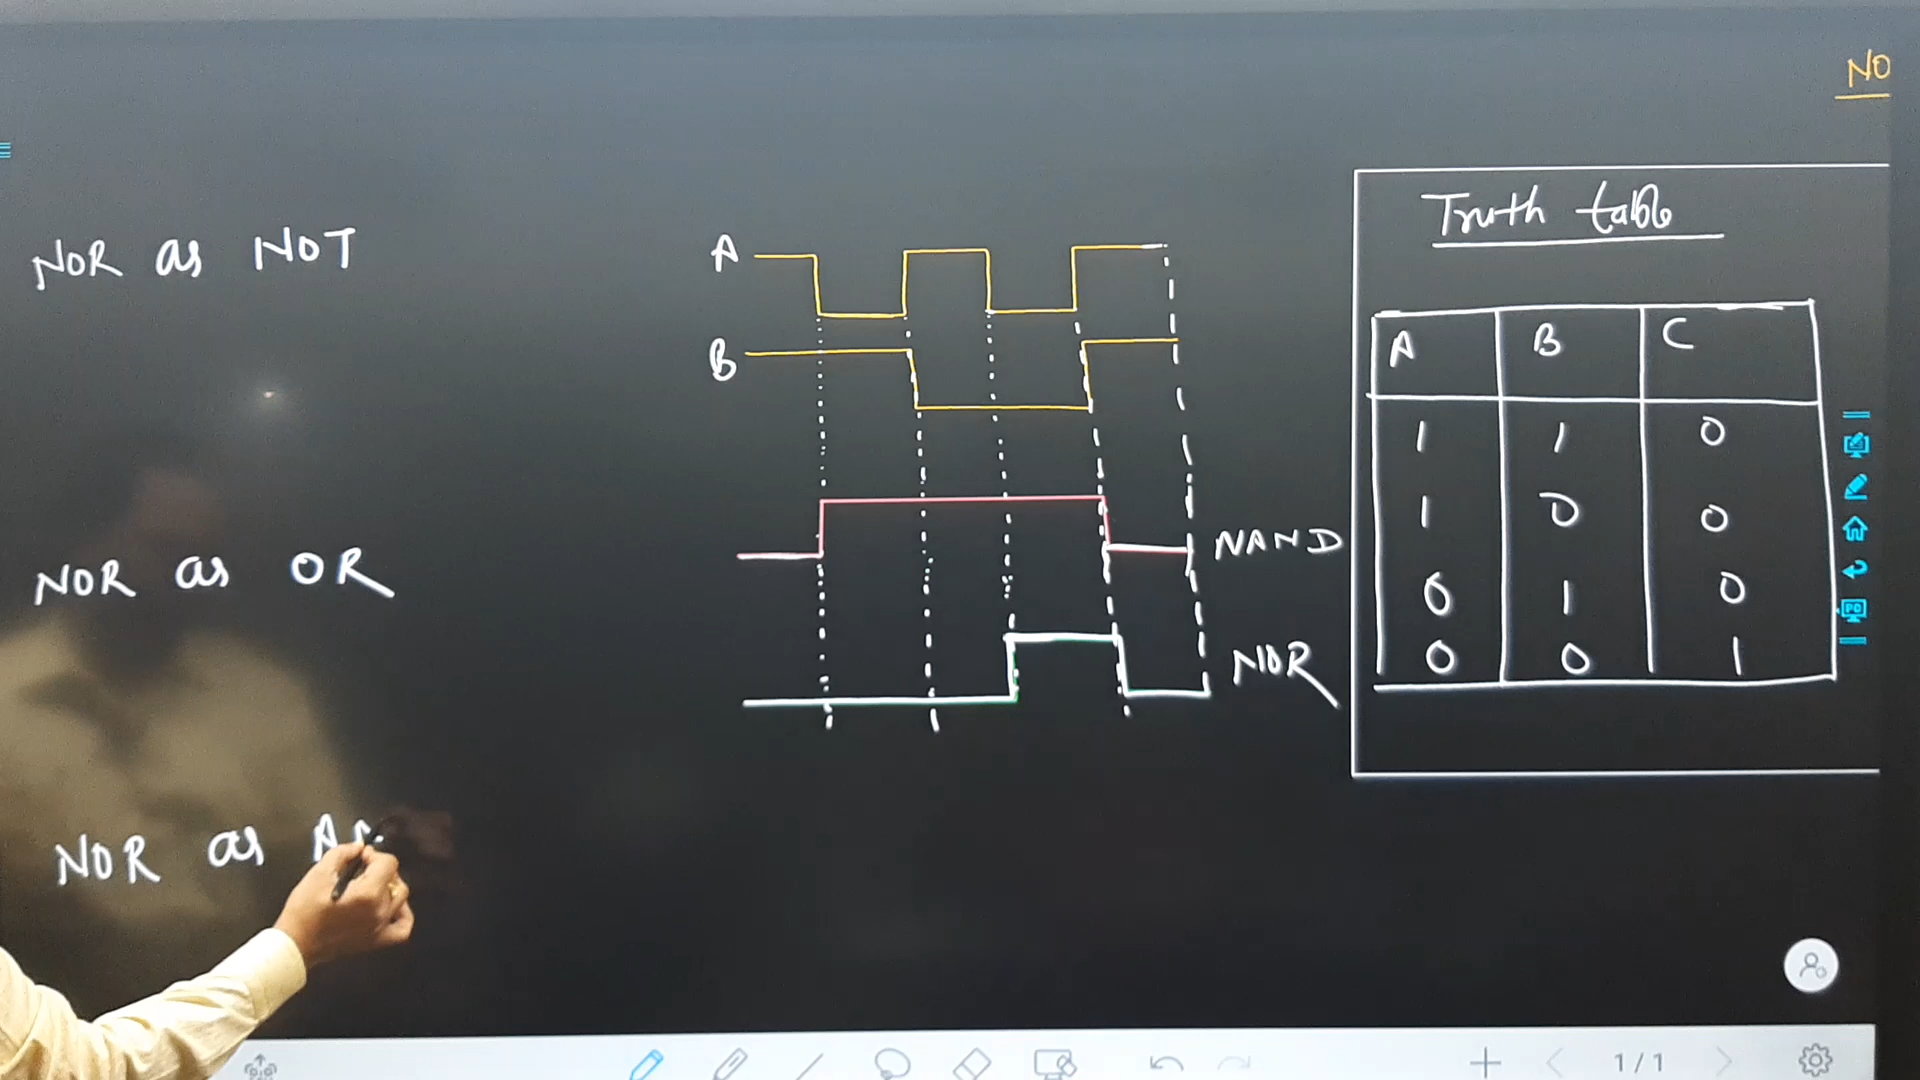 NO
NOR as NOT
NOR as OR
NOR as
A
B
NAND
NOR
Truth table
A B C
1 1 0
1 0 0
0 1 0
0 0 1
1/1